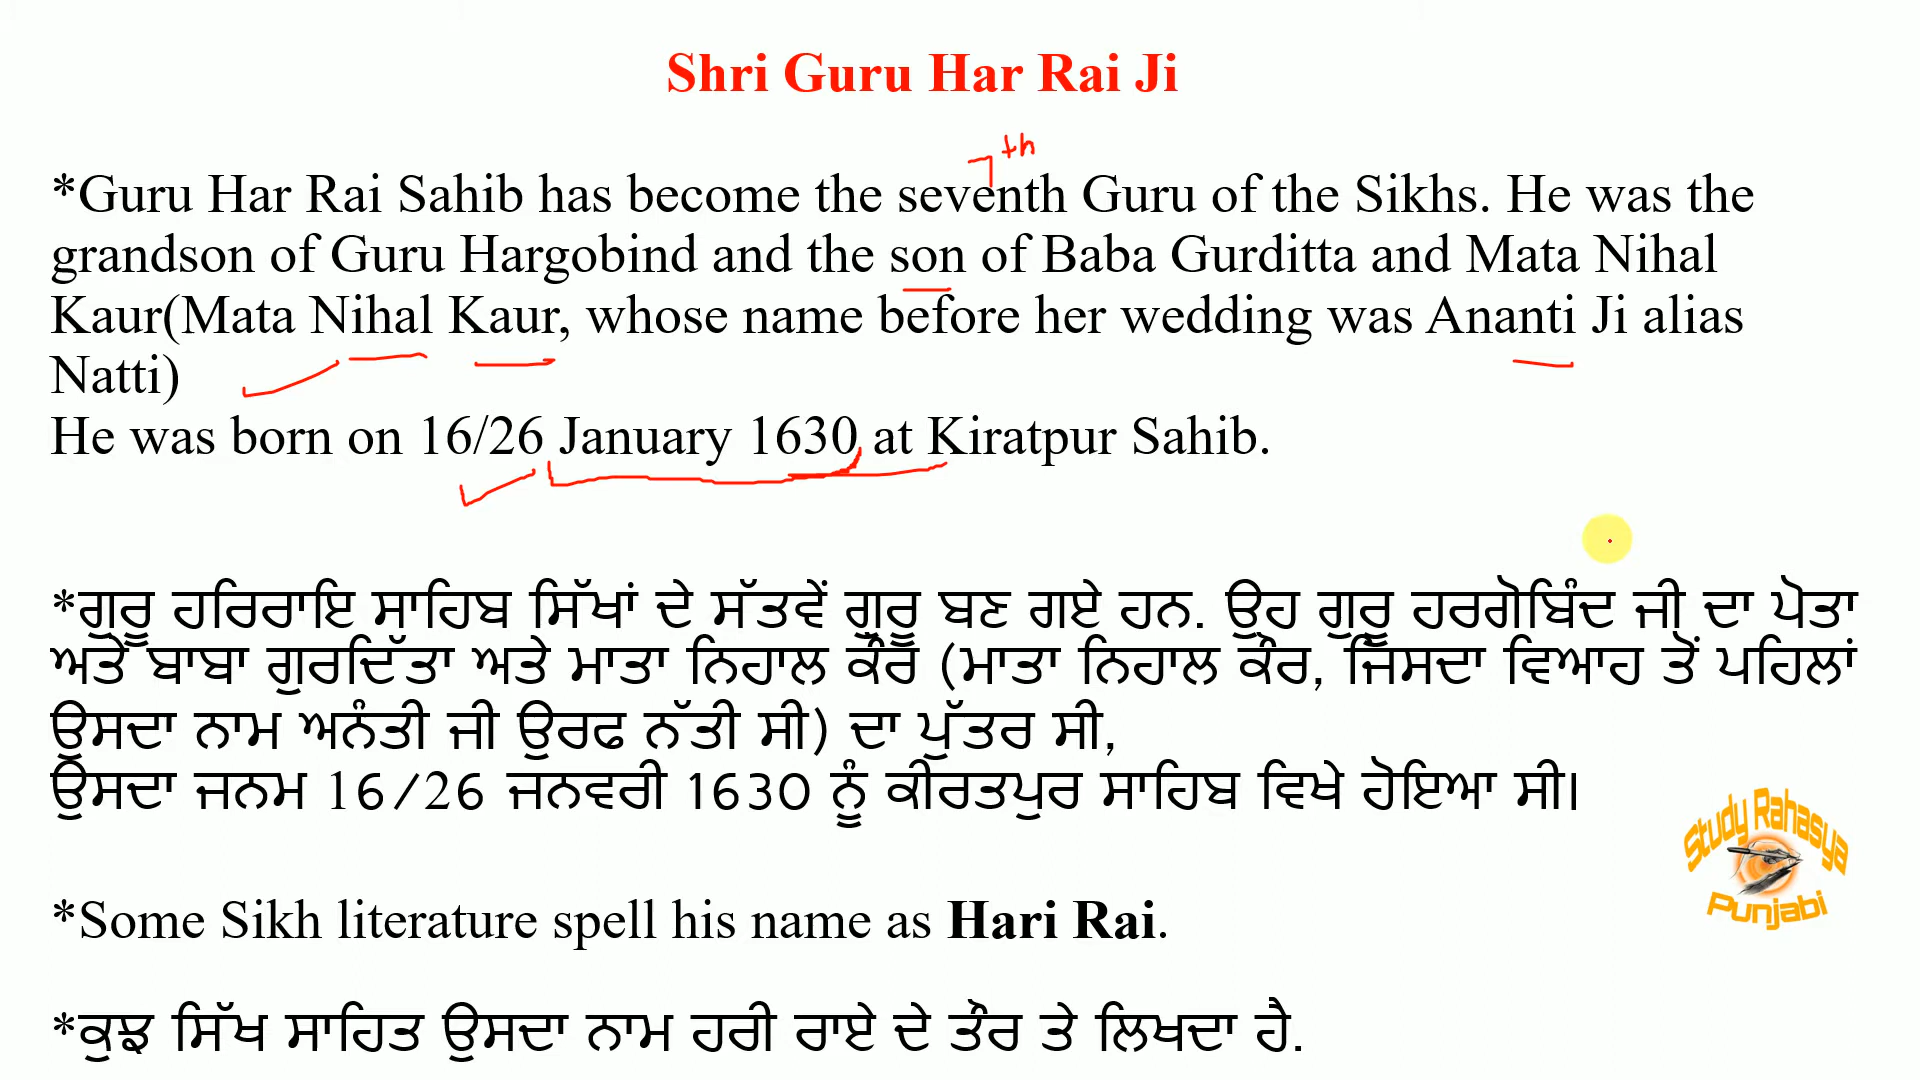 Shri Guru Har Rai Ji
7th
*Guru Har Rai Sahib has become the seventh Guru of the Sikhs. He was the
grandson of Guru Hargobind and the son of Baba Gurditta and Mata Nihal
Kaur(Mata Nihal Kaur, whose name before her wedding was Ananti Ji alias
Natti)
He was born on 16/26 January 1630 at Kiratpur Sahib.
*ਗੁਰੂ ਹਰਿਰਾਇ ਸਾਹਿਬ ਸਿੱਖਾਂ ਦੇ ਸੱਤਵੇਂ ਗੁਰੂ ਬਣ ਗਏ ਹਨ. ਉਹ ਗੁਰੂ ਹਰਗੋਬਿੰਦ ਜੀ ਦਾ ਪੋਤਾ
ਅਤੇ ਬਾਬਾ ਗੁਰਦਿੱਤਾ ਅਤੇ ਮਾਤਾ ਨਿਹਾਲ ਕੌਰ (ਮਾਤਾ ਨਿਹਾਲ ਕੌਰ, ਜਿਸਦਾ ਵਿਆਹ ਤੋਂ ਪਹਿਲਾਂ
ਉਸਦਾ ਨਾਮ ਅਨੰਤੀ ਜੀ ਉਰਫ ਨੱਤੀ ਸੀ) ਦਾ ਪੁੱਤਰ ਸੀ,
ਉਸਦਾ ਜਨਮ 16/26 ਜਨਵਰੀ 1630 ਨੂੰ ਕੀਰਤਪੁਰ ਸਾਹਿਬ ਵਿਖੇ ਹੋਇਆ ਸੀ।
Study Rahasya
Punjabi
*Some Sikh literature spell his name as Hari Rai.
*ਕੁਝ ਸਿੱਖ ਸਾਹਿਤ ਉਸਦਾ ਨਾਮ ਹਰੀ ਰਾਏ ਦੇ ਤੌਰ ਤੇ ਲਿਖਦਾ ਹੈ.